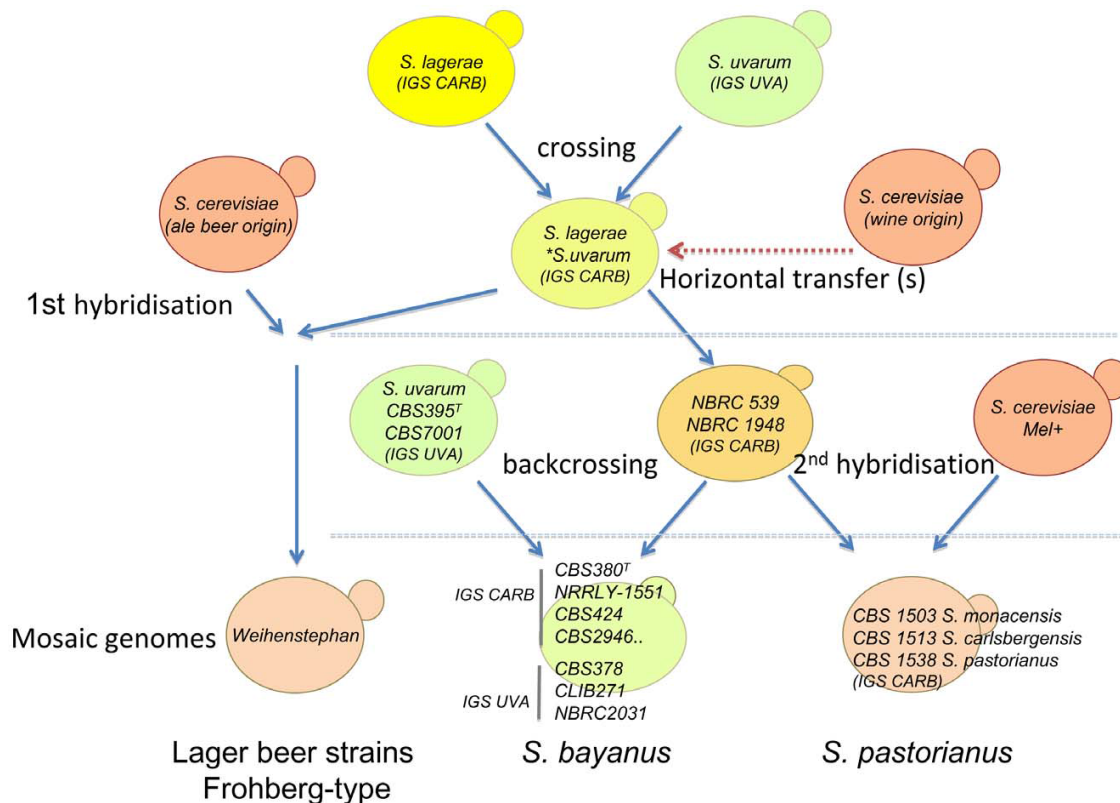 S. lagerae
(IGS CARB)
S. uvarum
(IGS UVA)
crossing
S. cerevisiae
(ale beer origin)
S. lagerae
*S.uvarum
(IGS CARB)
S. cerevisiae
(wine origin)
Horizontal transfer (s)
1st hybridisation
S. uvarum
CBS395ᵀ
CBS7001
(IGS UVA)
backcrossing
NBRC 539
NBRC 1948
(IGS CARB)
2nd hybridisation
S. cerevisiae
Mel+
Mosaic genomes
Weihenstephan
IGS CARB
CBS380ᵀ
NRRLY-1551
CBS424
CBS2946..
IGS UVA
CBS378
CLIB271
NBRC2031
CBS 1503 S. monacensis
CBS 1513 S. carlsbergensis
CBS 1538 S. pastorianus
(IGS CARB)
Lager beer strains
Frohberg-type
S. bayanus
S. pastorianus